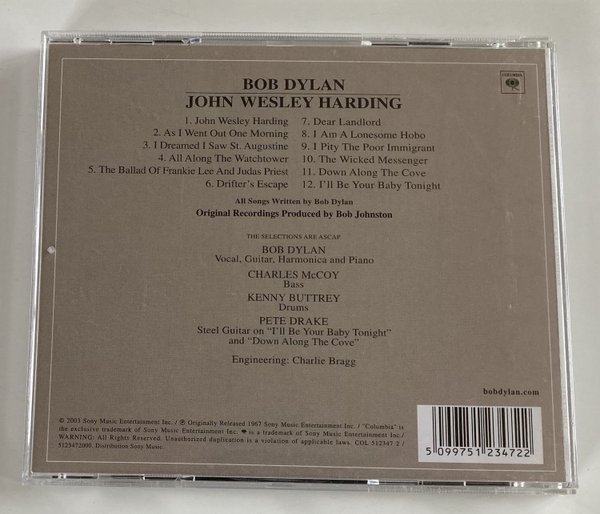 COLUMBIA
BOB DYLAN
JOHN WESLEY HARDING
1. John Wesley Harding
2. As I Went Out One Morning
3. I Dreamed I Saw St. Augustine
4. All Along The Watchtower
5. The Ballad Of Frankie Lee And Judas Priest
6. Drifter's Escape
7. Dear Landlord
8. I Am A Lonesome Hobo
9. I Pity The Poor Immigrant
10. The Wicked Messenger
11. Down Along The Cove
12. I'll Be Your Baby Tonight
All Songs Written by Bob Dylan
Original Recordings Produced by Bob Johnston
THE SELECTIONS ARE ASCAP
BOB DYLAN
Vocal, Guitar, Harmonica and Piano
CHARLES McCOY
Bass
KENNY BUTTREY
Drums
PETE DRAKE
Steel Guitar on "I'll Be Your Baby Tonight"
and "Down Along The Cove"
Engineering: Charlie Bragg
bobdylan.com
© 2003 Sony Music Entertainment Inc. / ℗ Originally Released 1967 Sony Music Entertainment Inc. / "Columbia" is
the exclusive trademark of Sony Music Entertainment Inc. is a trademark of Sony Music Entertainment Inc./
WARNING: All Rights Reserved. Unauthorized duplication is a violation of applicable laws. COL 512347 2 /
5123472000. Distribution Sony Music.
5 099751 234722